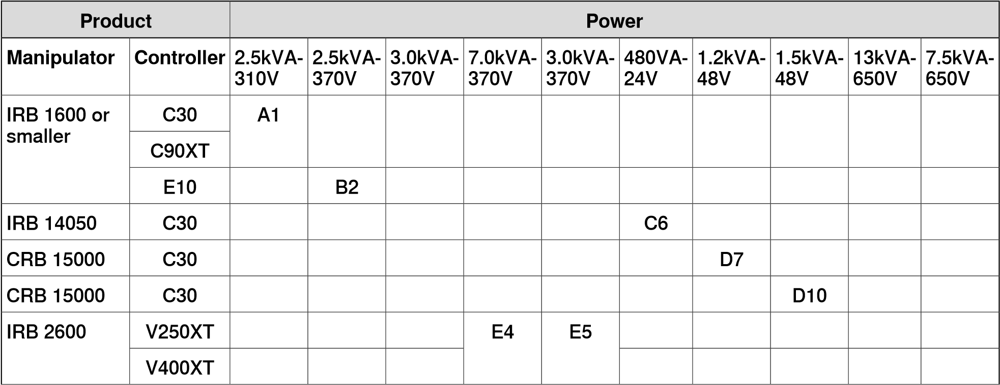 Product Power
Manipulator Controller 2.5kVA- 2.5kVA- 3.0kVA- 7.0kVA- 3.0kVA- 480VA- 1.2kVA- 1.5kVA- 13kVA- 7.5kVA-
310V 370V 370V 370V 370V 24V 48V 48V 650V 650V
IRB 1600 or C30 A1
smaller
C90XT
E10 B2
IRB 14050 C30 C6
CRB 15000 C30 D7
CRB 15000 C30 D10
IRB 2600 V250XT E4 E5
V400XT